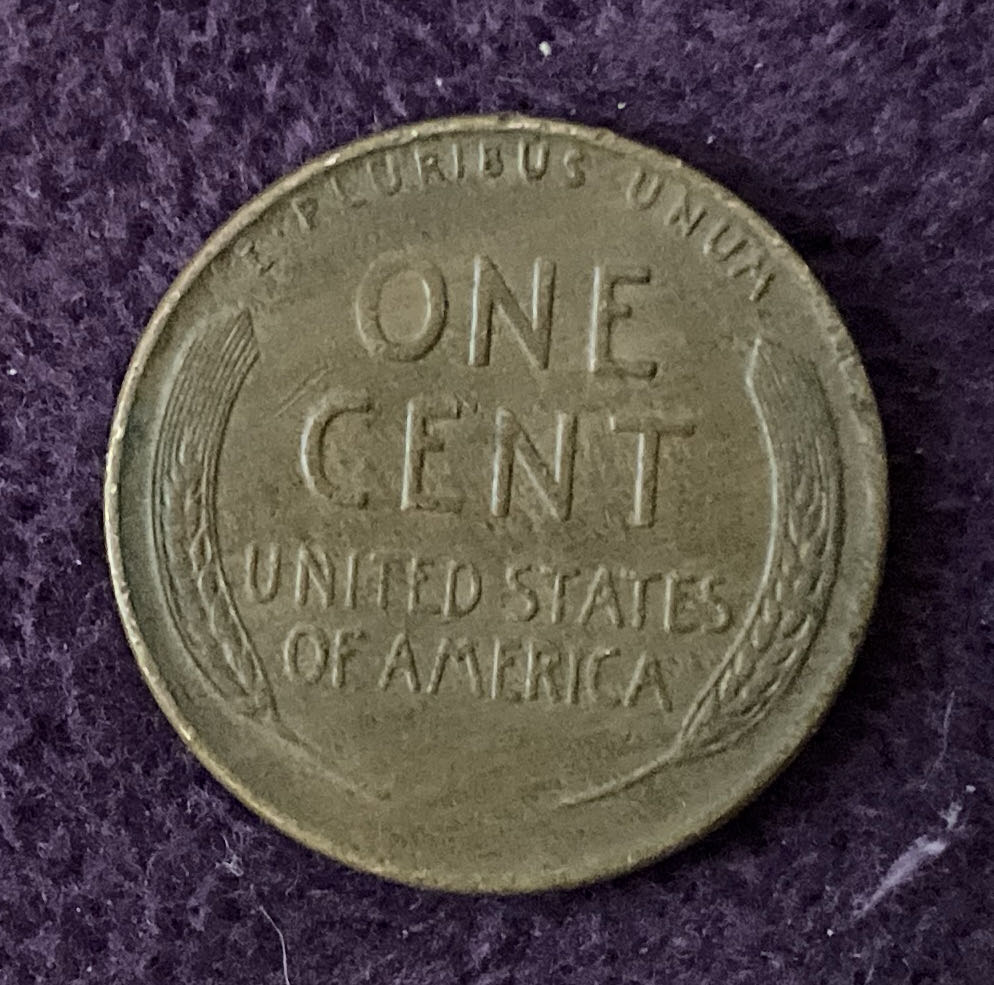 E·PLURIBUS UNUM
ONE
CENT
UNITED STATES
OF AMERICA